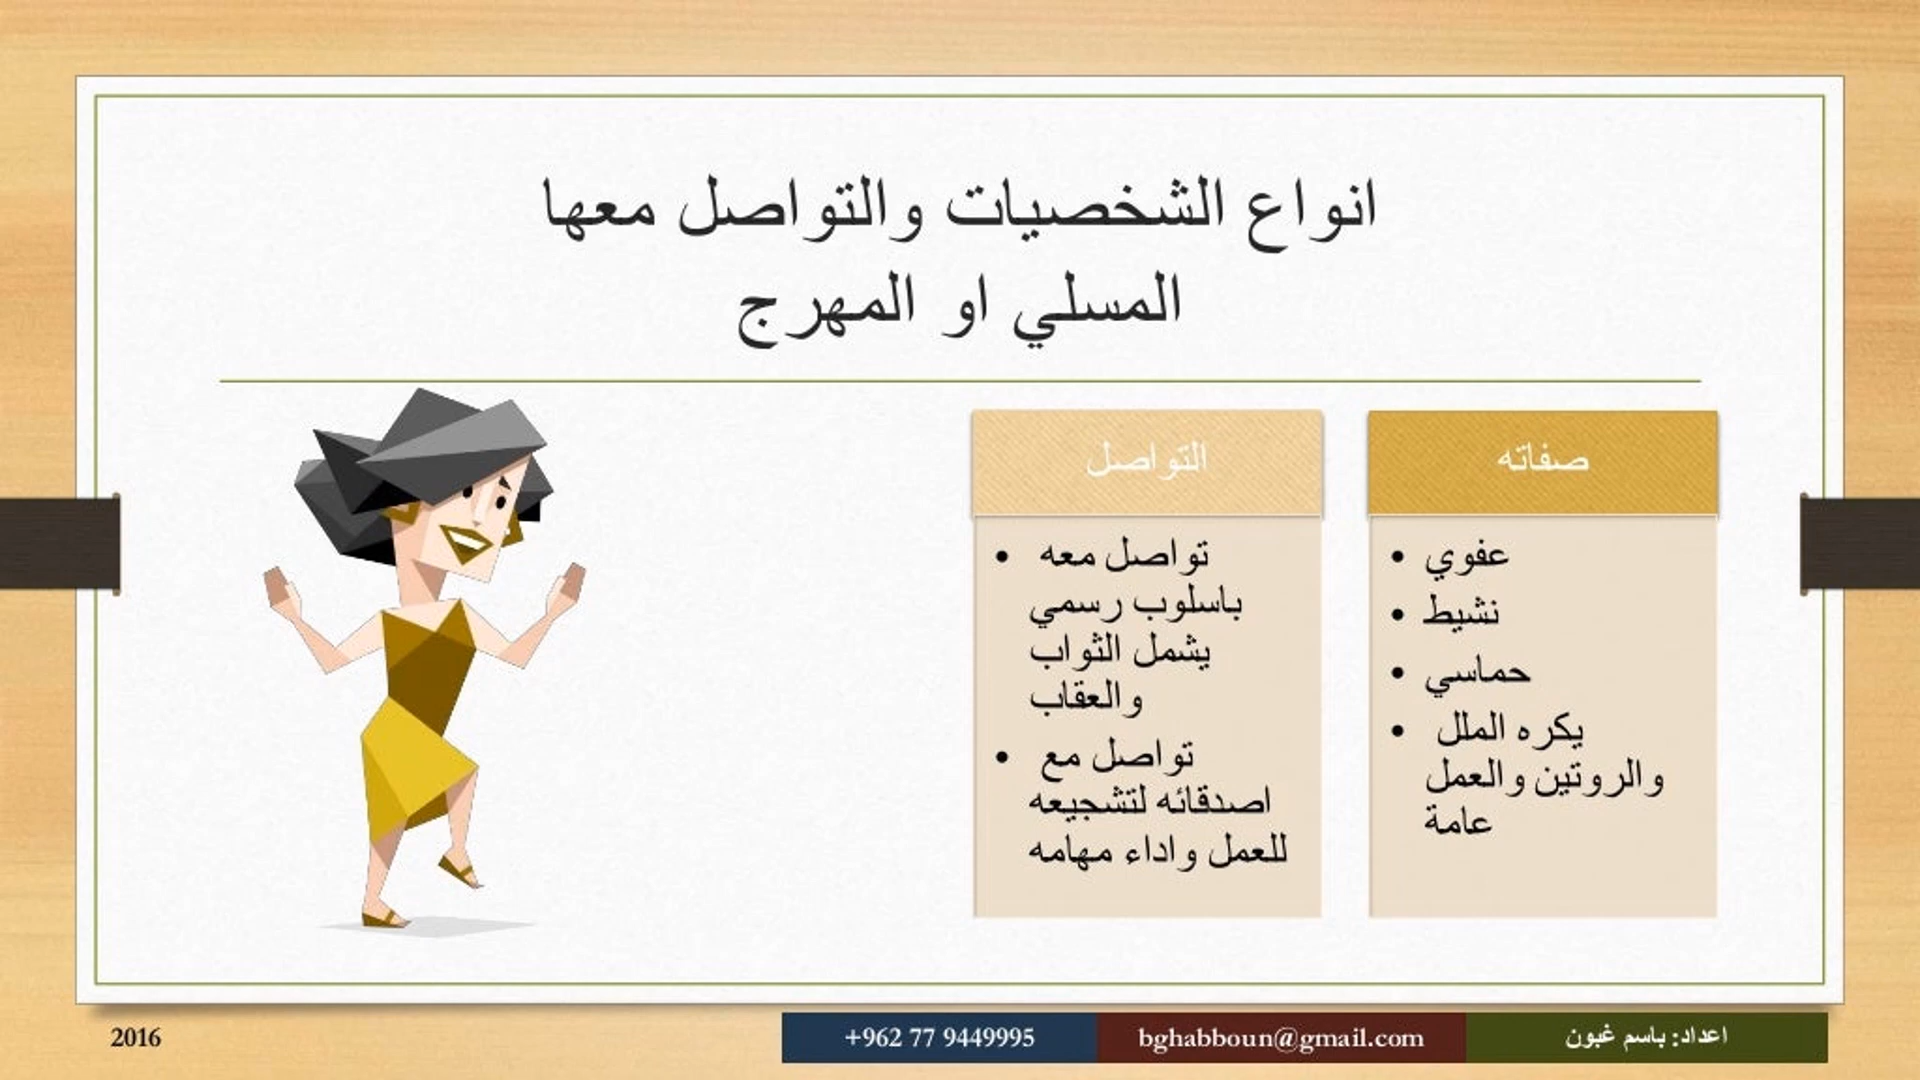 انواع الشخصيات والتواصل معها
المسلي او المهرج
صفاته
• عفوي
• نشيط
• حماسي
• يكره الملل
والروتين والعمل
عامة
التواصل
• تواصل معه
باسلوب رسمي
يشمل الثواب
والعقاب
• تواصل مع
اصدقائه لتشجيعه
للعمل واداء مهامه
اعداد: باسم غبون
bghabboun@gmail.com
+962 77 9449995
2016